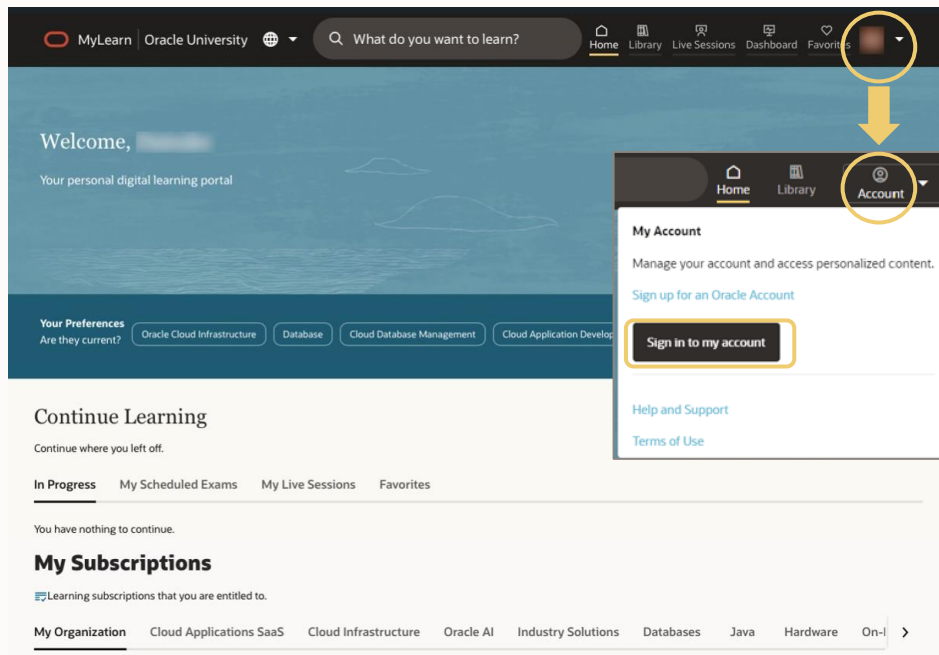 MyLearn Oracle University What do you want to learn? Home Library Live Sessions Dashboard Favorites
Welcome,
Your personal digital learning portal
Home Library Account
My Account
Manage your account and access personalized content.
Sign up for an Oracle Account
Sign in to my account
Help and Support
Terms of Use
Your Preferences
Are they current?
Oracle Cloud Infrastructure Database Cloud Database Management Cloud Application Develop
Continue Learning
Continue where you left off.
In Progress My Scheduled Exams My Live Sessions Favorites
You have nothing to continue.
My Subscriptions
Learning subscriptions that you are entitled to.
My Organization Cloud Applications SaaS Cloud Infrastructure Oracle AI Industry Solutions Databases Java Hardware On-